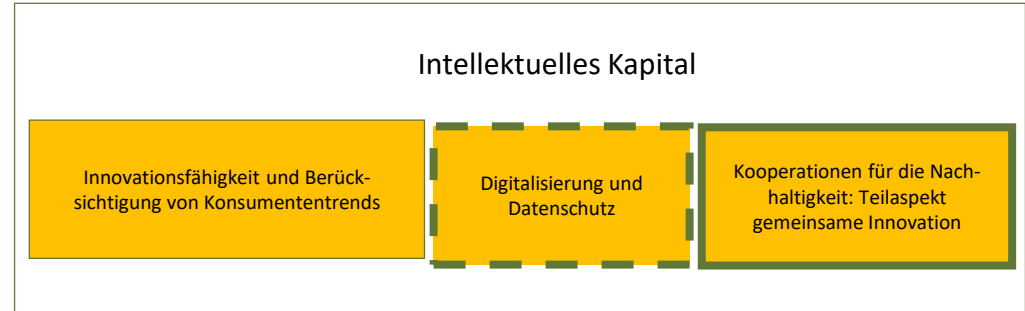 Intellektuelles Kapital
Innovationsfähigkeit und Berück-
sichtigung von Konsumententrends
Digitalisierung und
Datenschutz
Kooperationen für die Nach-
haltigkeit: Teilaspekt
gemeinsame Innovation